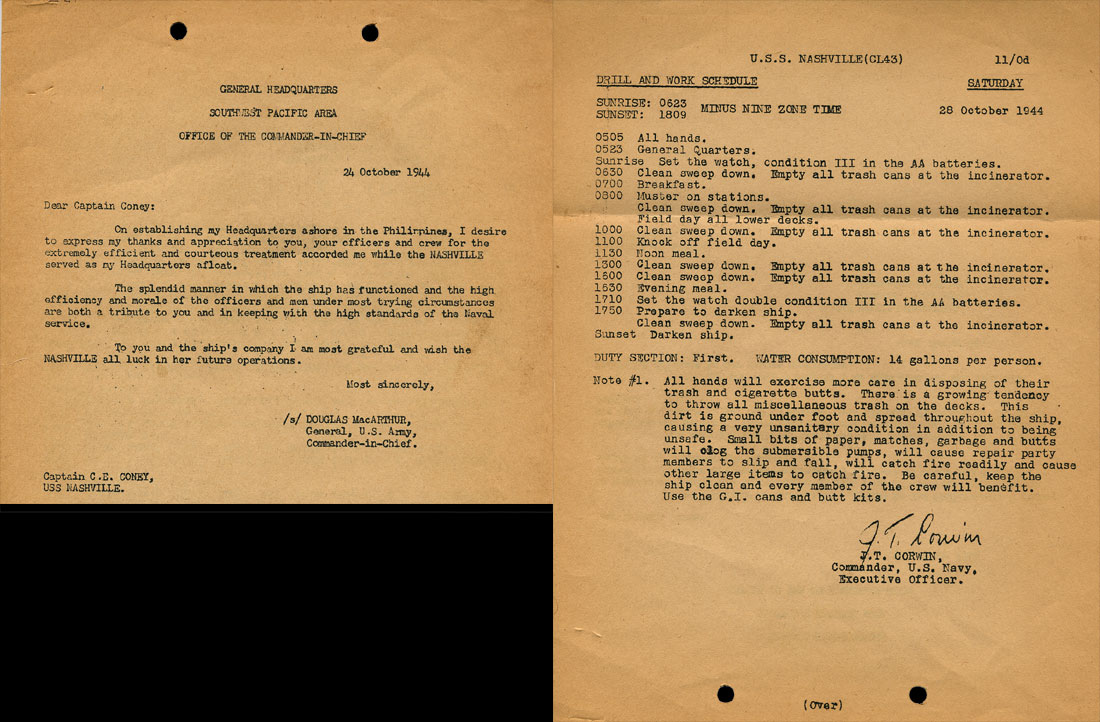 GENERAL HEADQUARTERS
SOUTHWEST PACIFIC AREA
OFFICE OF THE COMMANDER-IN-CHIEF
24 October 1944
Dear Captain Coney:
On establishing my Headquarters ashore in the Philippines, I desire
to express my thanks and appreciation to you, your officers and crew for the
extremely efficient and courteous treatment accorded me while the NASHVILLE
served as my Headquarters afloat.
The splendid manner in which the ship has functioned and the high
efficiency and morale of the officers and men under most trying circumstances
are both a tribute to you and in keeping with the high standards of the Naval
service.
To you and the ship's company I am most grateful and wish the
NASHVILLE all luck in her future operations.
Most sincerely,
/s/ DOUGLAS MacARTHUR,
General, U.S. Army,
Commander-in-Chief.
Captain C.E. CONEY,
USS NASHVILLE.
U.S.S. NASHVILLE(CL43) 11/0d
DRILL AND WORK SCHEDULE SATURDAY
SUNRISE: 0623
SUNSET: 1809 MINUS NINE ZONE TIME 28 October 1944
0505 All hands.
0523 General Quarters.
Sunrise Set the watch, condition III in the AA batteries.
0630 Clean sweep down. Empty all trash cans at the incinerator.
0700 Breakfast.
0800 Muster on stations.
Clean sweep down. Empty all trash cans at the incinerator.
Field day all lower decks.
1000 Clean sweep down. Empty all trash cans at the incinerator.
1100 Knock off field day.
1130 Noon meal.
1300 Clean sweep down. Empty all trash cans at the incinerator.
1600 Clean sweep down. Empty all trash cans at the incinerator.
1630 Evening meal.
1710 Set the watch double condition III in the AA batteries.
1750 Prepare to darken ship.
Clean sweep down. Empty all trash cans at the incinerator.
Sunset Darken ship.
DUTY SECTION: First. WATER CONSUMPTION: 14 gallons per person.
Note #1. All hands will exercise more care in disposing of their
trash and cigarette butts. There is a growing tendency
to throw all miscellaneous trash on the decks. This
dirt is ground under foot and spread throughout the ship,
causing a very unsanitary condition in addition to being
unsafe. Small bits of paper, matches, garbage and butts
will clog the submersible pumps, will cause repair party
members to slip and fall, will catch fire readily and cause
other large items to catch fire. Be careful, keep the
ship clean and every member of the crew will benefit.
Use the G.I. cans and butt kits.
J.T. Corwin
J.T. CORWIN,
Commander, U.S. Navy,
Executive Officer.
(Over)